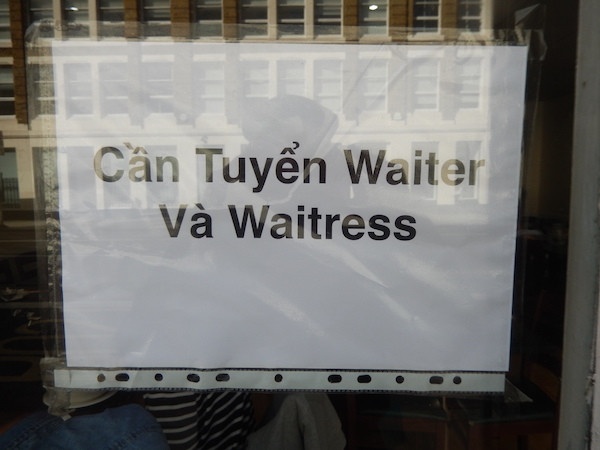 Cần Tuyển Waiter
Và Waitress